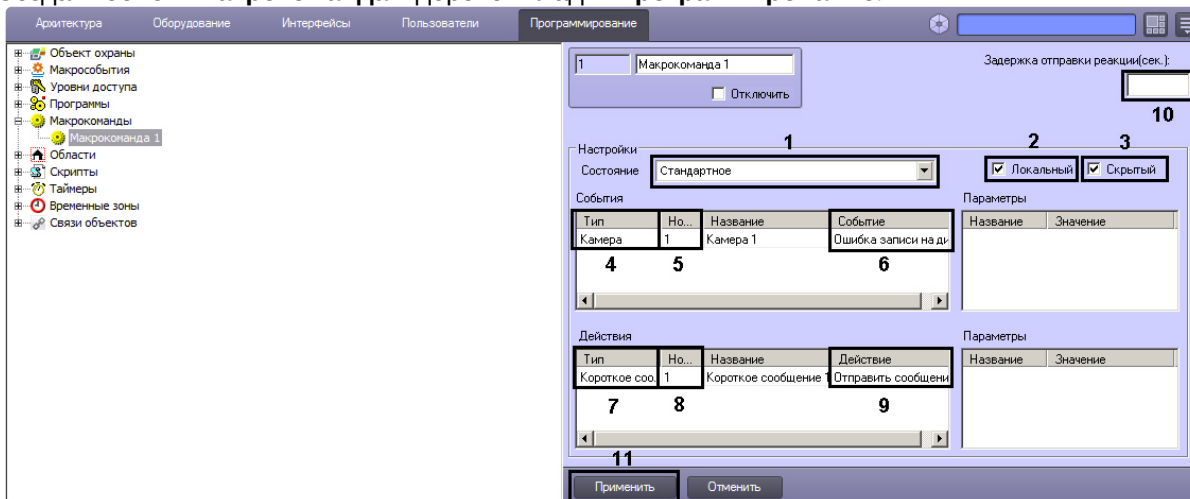 Архитектура Оборудование Интерфейсы Пользователи Программирование
Объект охраны
Макрособытия
Уровни доступа
Программы
Макрокоманды
Макрокоманда 1
Области
Скрипты
Таймеры
Временные зоны
Связи объектов
1 Макрокоманда 1
Отключить
Задержка отправки реакции(сек.):
10
Настройки
1 2 3
Состояние Стандартное Локальный Скрытый
События
Тип Но... Название Событие
Камера 1 Камера 1 Ошибка записи на ди
4 5 6
Параметры
Название Значение
Действия
Тип Но... Название Действие
Короткое соо. 1 Короткое сообщение 1 Отправить сообщени
7 8 9
Параметры
Название Значение
11
Применить Отменить